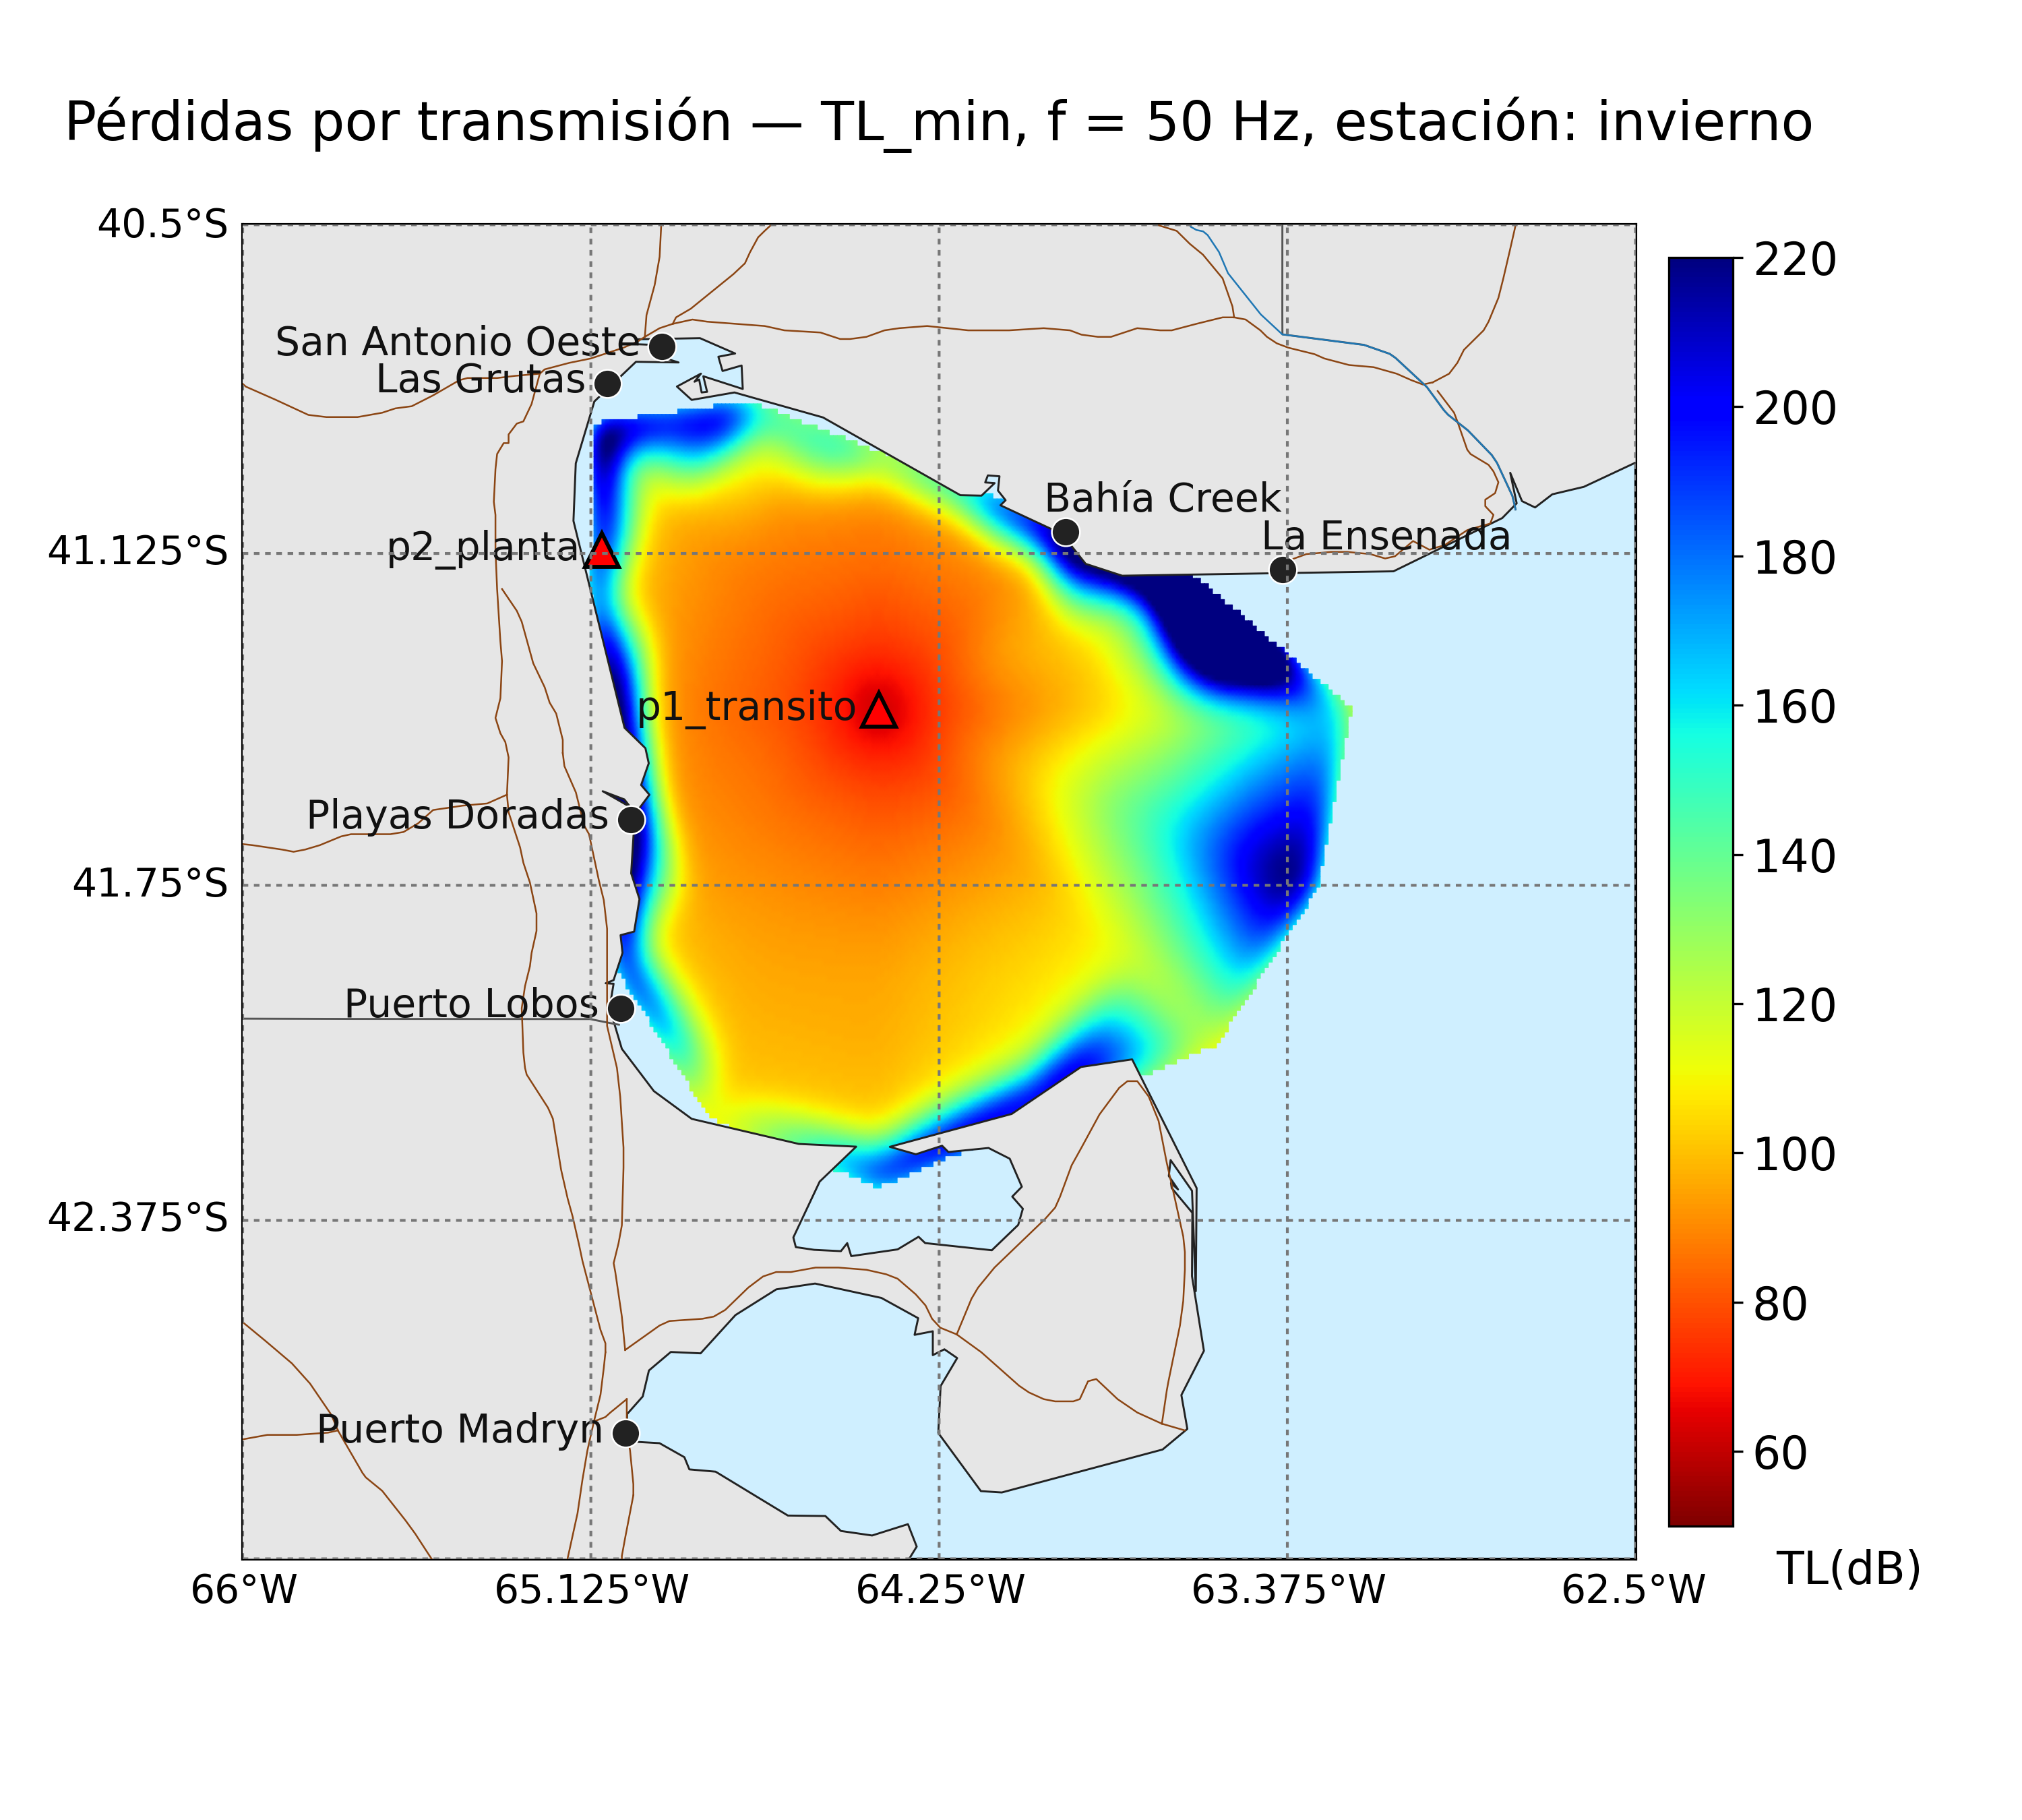 Pérdidas por transmisión — TL_min, f = 50 Hz, estación: invierno
40.5°S
41.125°S
41.75°S
42.375°S
San Antonio Oeste
Las Grutas
Bahía Creek
La Ensenada
p2_planta
p1_transito
Playas Doradas
Puerto Lobos
Puerto Madryn
66°W
65.125°W
64.25°W
63.375°W
62.5°W
220
200
180
160
140
120
100
80
60
TL(dB)